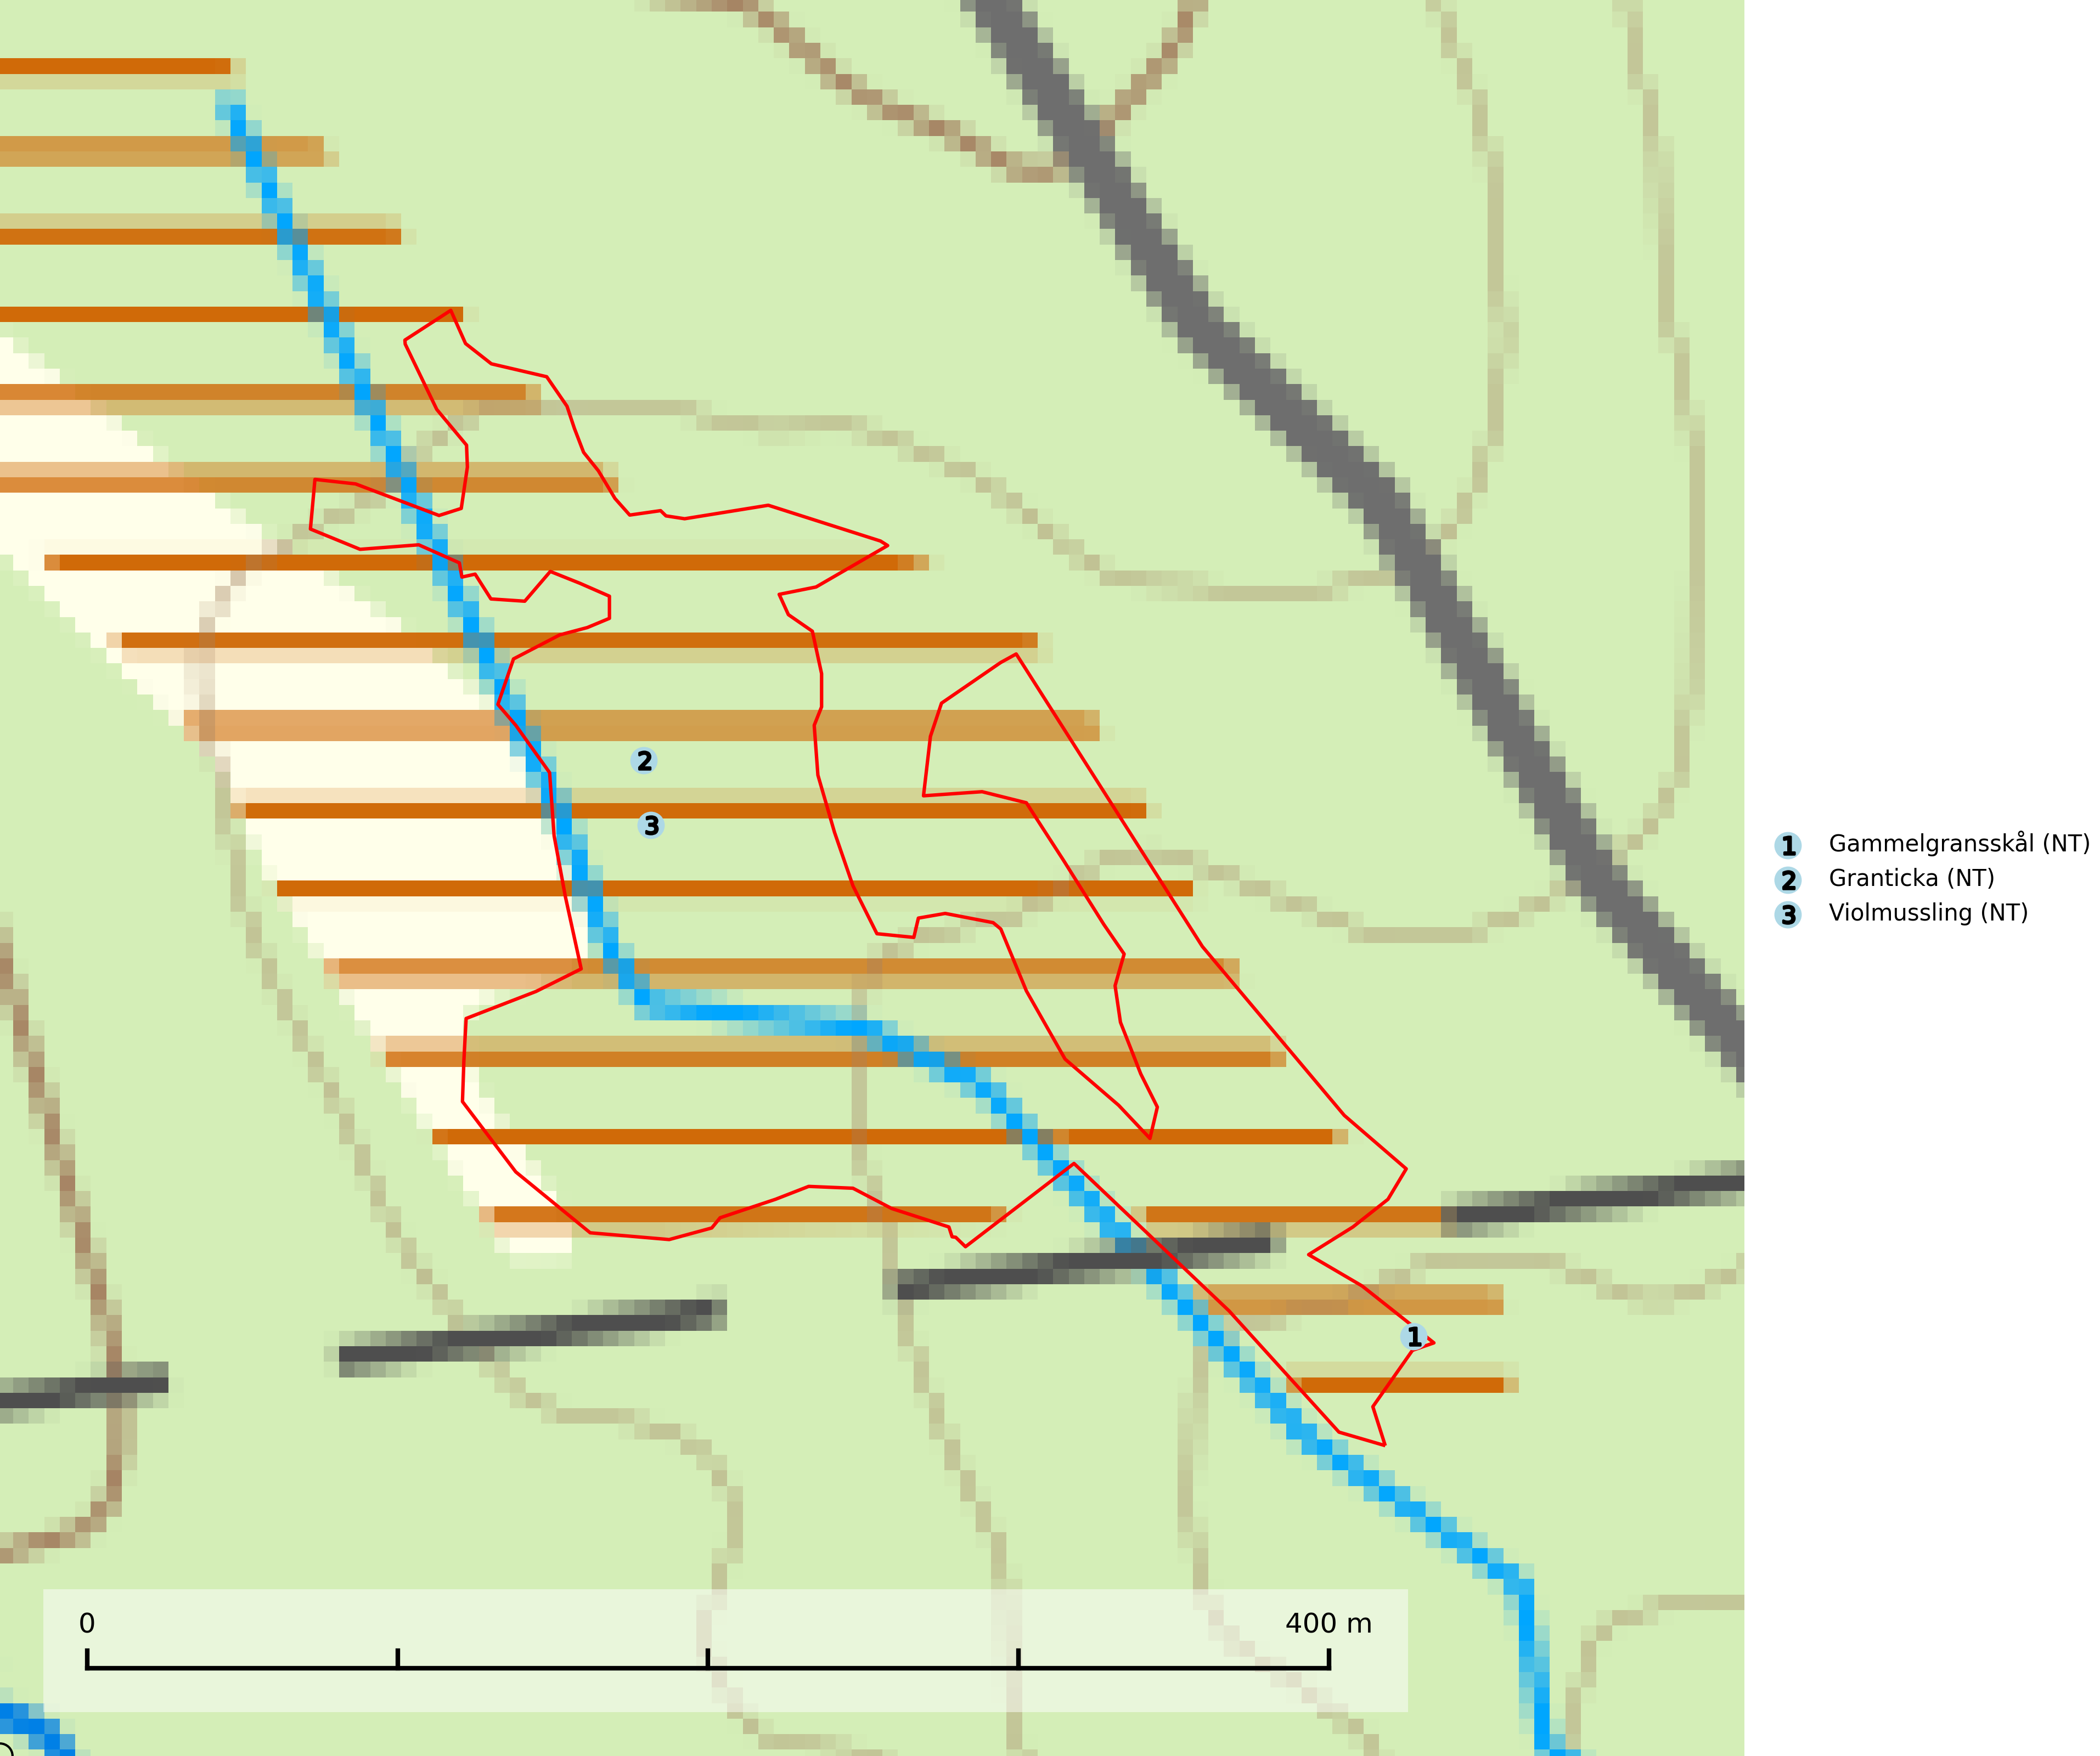 2
3
1
1 Gammelgransskål (NT)
2 Granticka (NT)
3 Violmussling (NT)
0 400 m